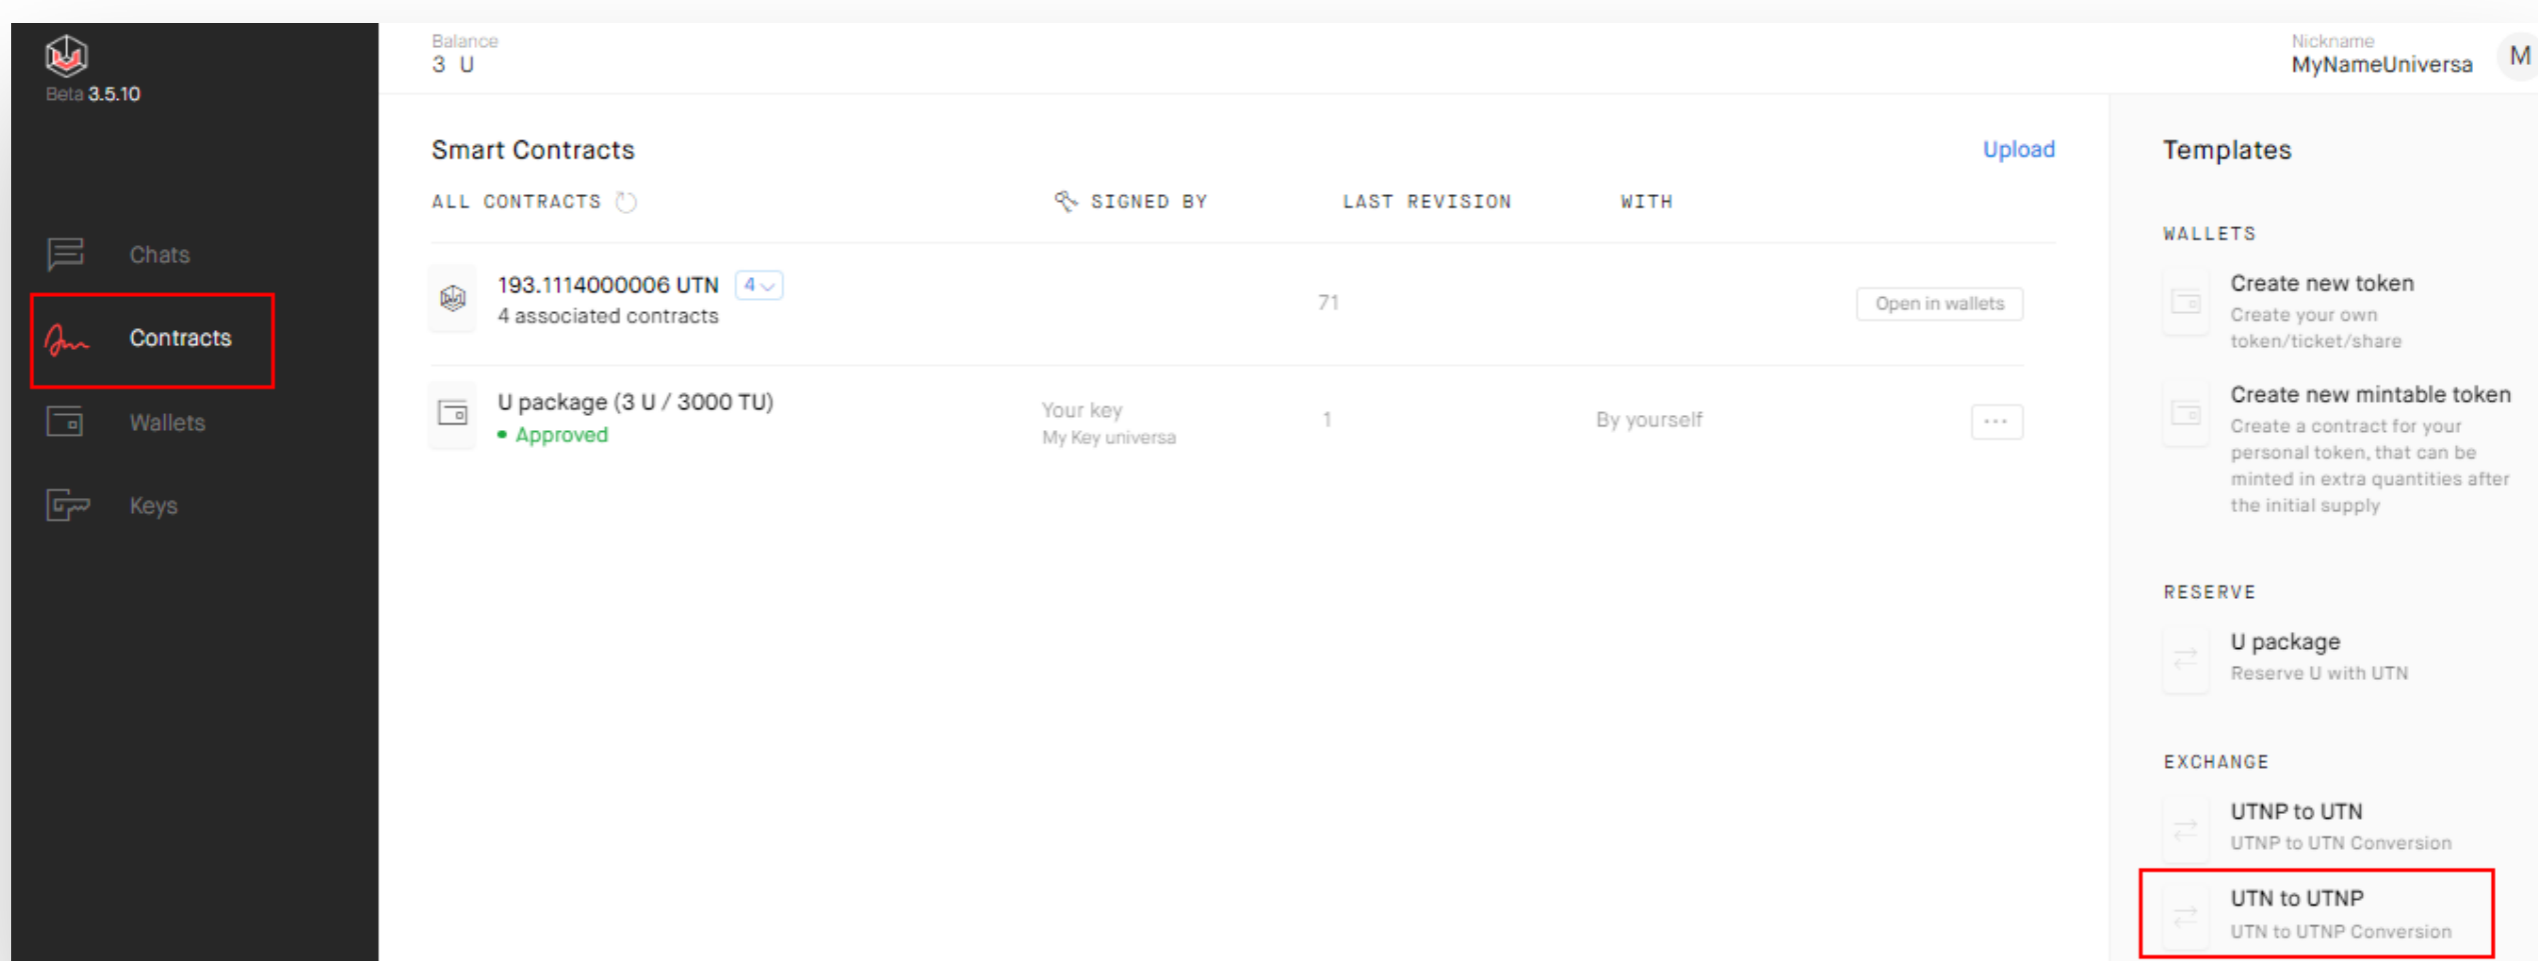 Beta 3.5.10
Chats
Contracts
Wallets
Keys
Balance
3 U
Nickname
MyNameUniversa
M
Smart Contracts
Upload
ALL CONTRACTS SIGNED BY LAST REVISION WITH
193.1114000006 UTN 4
4 associated contracts
71
Open in wallets
U package (3 U / 3000 TU)
• Approved
Your key
My Key universa
1
By yourself
...
Templates
WALLETS
Create new token
Create your own
token/ticket/share
Create new mintable token
Create a contract for your
personal token, that can be
minted in extra quantities after
the initial supply
RESERVE
U package
Reserve U with UTN
EXCHANGE
UTNP to UTN
UTNP to UTN Conversion
UTN to UTNP
UTN to UTNP Conversion